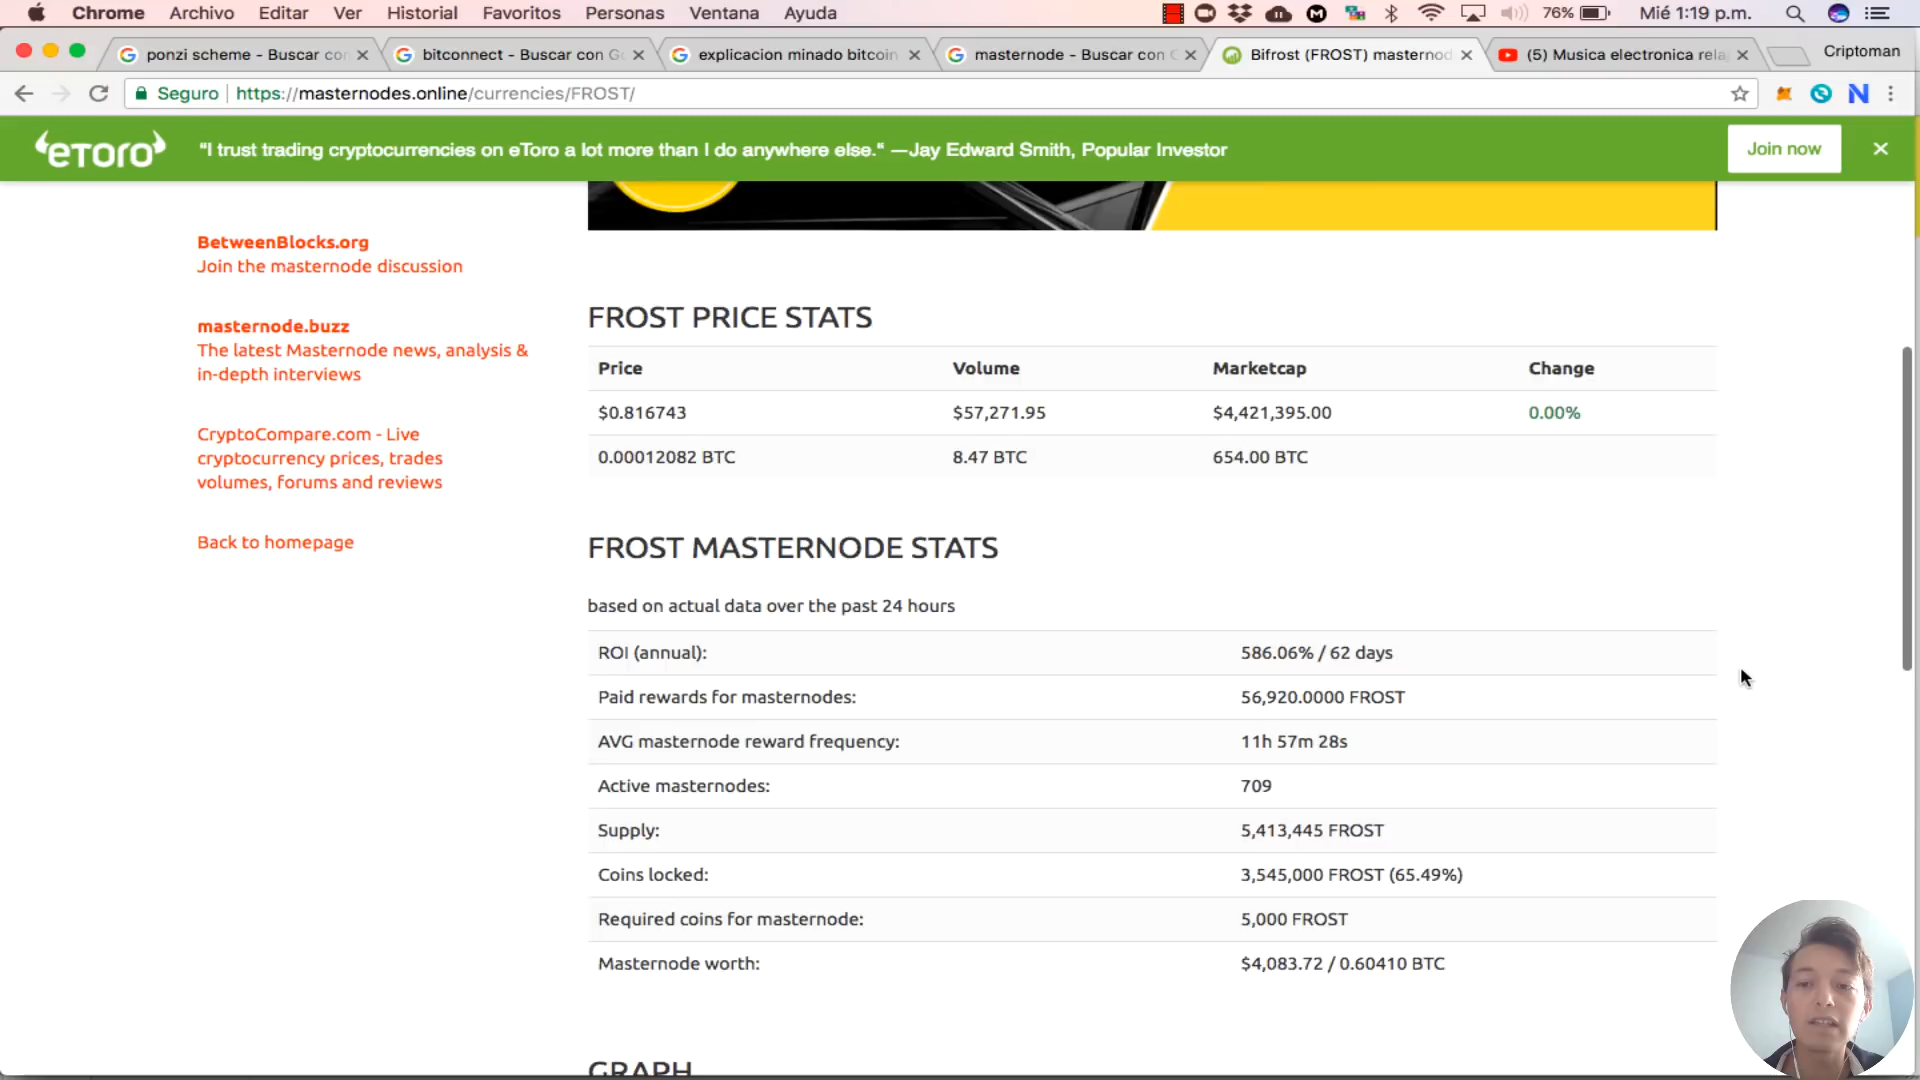 Chrome Archivo Editar Ver Historial Favoritos Personas Ventana Ayuda 76% Mié 1:19 p.m.
ponzi scheme - Buscar co bitconnect - Buscar con G explicacion minado bitcoin masternode - Buscar con Bifrost (FROST) masternod (5) Musica electronica rela Criptoman
Seguro https://masternodes.online/currencies/FROST/
eToro “I trust trading cryptocurrencies on eToro a lot more than I do anywhere else.“ —Jay Edward Smith, Popular Investor Join now
BetweenBlocks.org
Join the masternode discussion
masternode.buzz
The latest Masternode news, analysis &
in-depth interviews
CryptoCompare.com - Live
cryptocurrency prices, trades
volumes, forums and reviews
Back to homepage
FROST PRICE STATS
Price Volume Marketcap Change
$0.816743 $57,271.95 $4,421,395.00 0.00%
0.00012082 BTC 8.47 BTC 654.00 BTC
FROST MASTERNODE STATS
based on actual data over the past 24 hours
ROI (annual): 586.06% / 62 days
Paid rewards for masternodes: 56,920.0000 FROST
AVG masternode reward frequency: 11h 57m 28s
Active masternodes: 709
Supply: 5,413,445 FROST
Coins locked: 3,545,000 FROST (65.49%)
Required coins for masternode: 5,000 FROST
Masternode worth: $4,083.72 / 0.60410 BTC
GRAPH